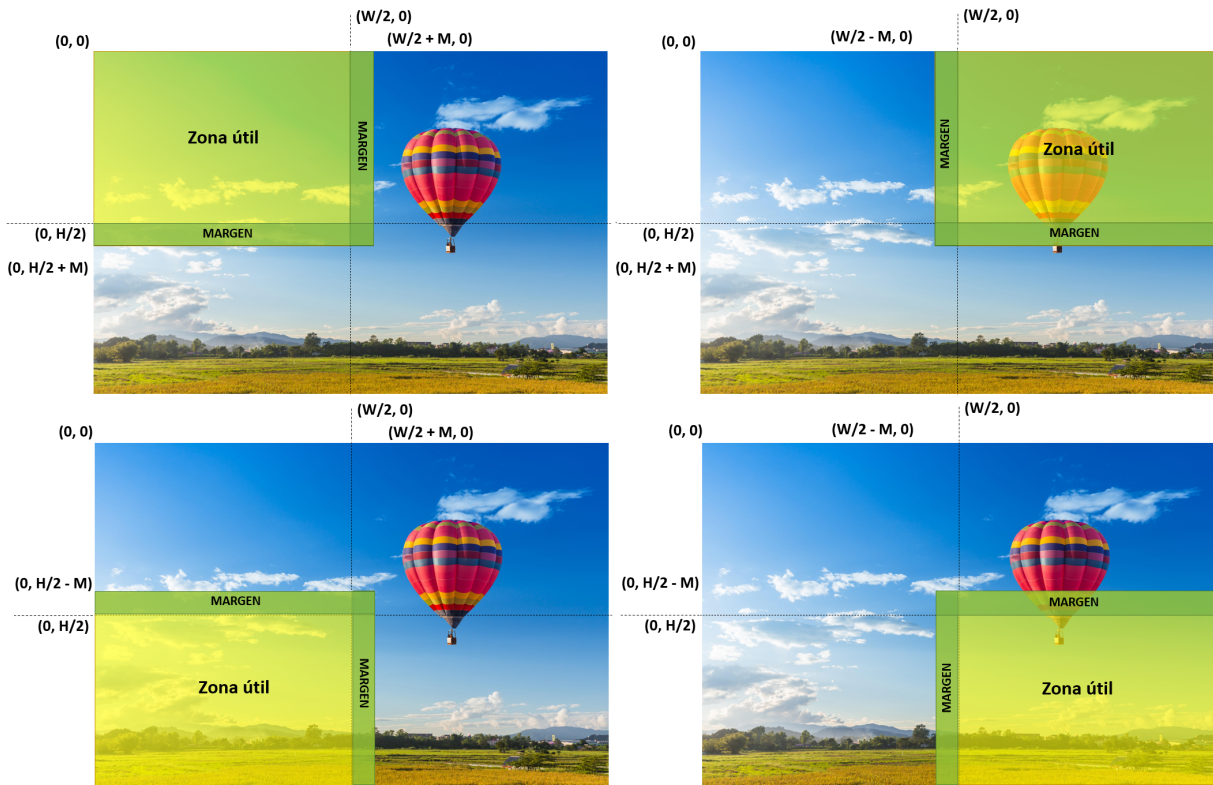 (W/2, 0)
(0, 0)
(W/2 + M, 0)
Zona útil
MARGEN
MARGEN
(0, H/2)
(0, H/2 + M)
(W/2, 0)
(0, 0)
(W/2 - M, 0)
Zona útil
MARGEN
MARGEN
(0, H/2)
(0, H/2 + M)
(W/2, 0)
(0, 0)
(W/2 + M, 0)
(0, H/2 - M)
MARGEN
(0, H/2)
Zona útil
MARGEN
(W/2, 0)
(0, 0)
(W/2 - M, 0)
(0, H/2 - M)
MARGEN
(0, H/2)
MARGEN
Zona útil